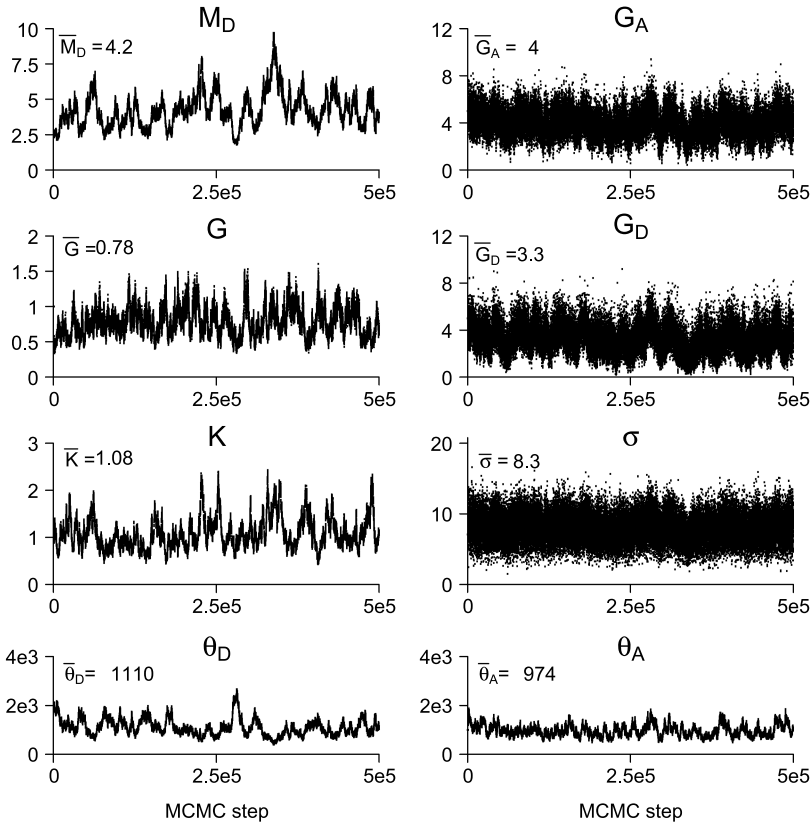 M_D
10
7.5
5
2.5
0
M̅_D = 4.2
0 2.5e5 5e5
G_A
12
8
4
0
G̅_A = 4
0 2.5e5 5e5
G
2
1.5
1
0.5
0
G̅ =0.78
0 2.5e5 5e5
G_D
12
8
4
0
G̅_D = 3.3
0 2.5e5 5e5
K
3
2
1
0
K̅ =1.08
0 2.5e5 5e5
σ
20
10
0
σ̅ = 8.3
0 2.5e5 5e5
θ_D
4e3
2e3
0
θ̅_D= 1110
0 2.5e5 5e5
MCMC step
θ_A
4e3
2e3
0
θ̅_A= 974
0 2.5e5 5e5
MCMC step